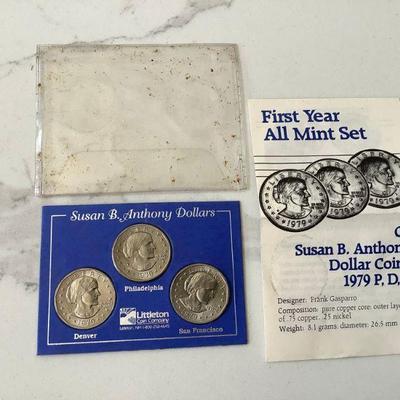 Susan B. Anthony Dollars
Philadelphia
Denver
San Francisco
Littleton
Coin Company
First Year
All Mint Set
LIBERTY
1979
Susan B. Anthony
Dollar Coin
1979 P, D,
Designer: Frank Gasparro
Composition: pure copper core: outer lay
of .75 copper, .25 nickel
Weight: 8.1 grams; diameter: 26.5 mm